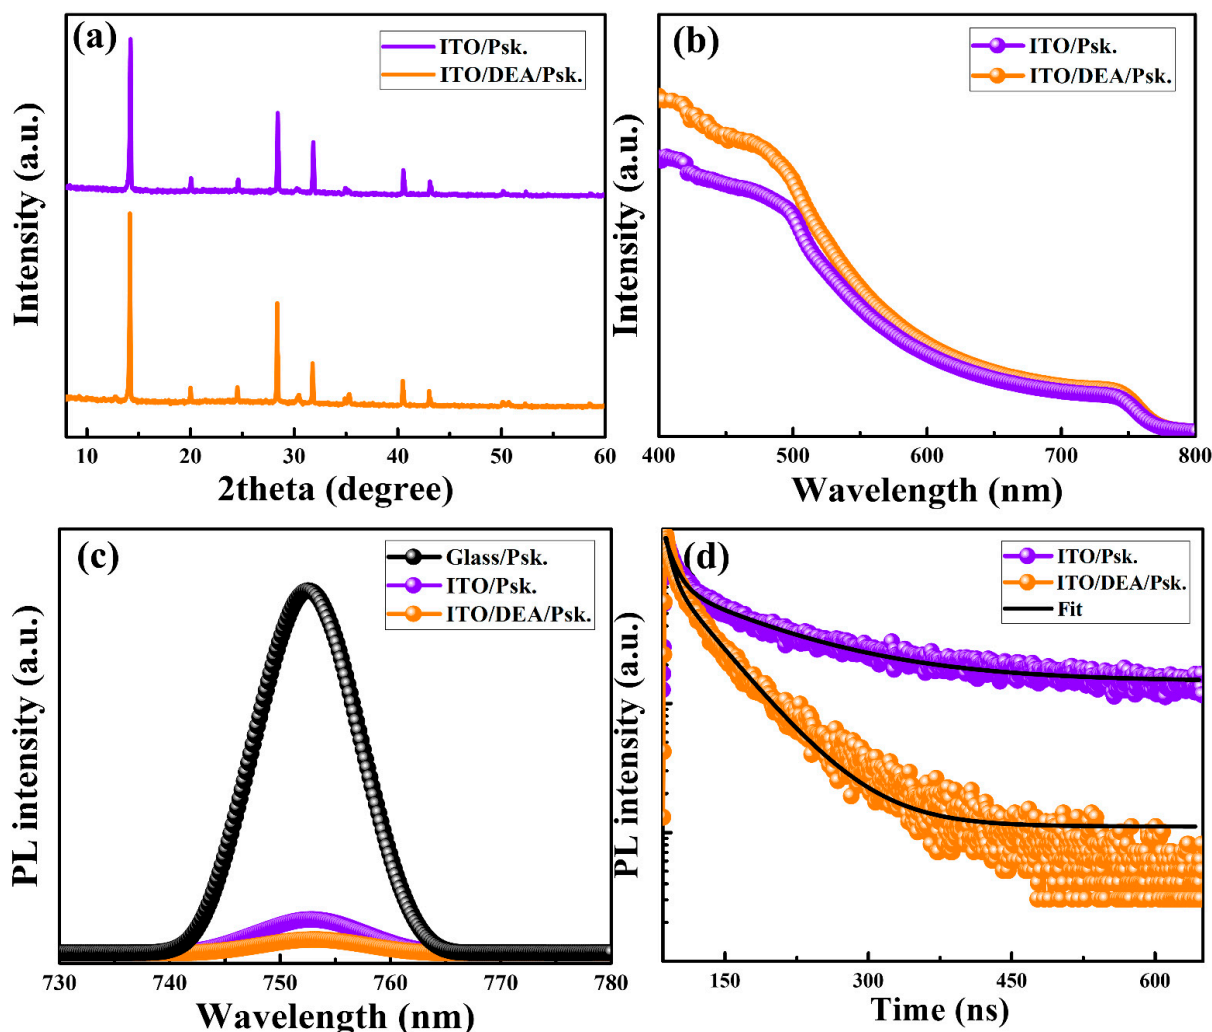 (a)
ITO/Psk.
ITO/DEA/Psk.
Intensity (a.u.)
10 20 30 40 50 60
2theta (degree)
(b)
ITO/Psk.
ITO/DEA/Psk.
Intensity (a.u.)
400 500 600 700 800
Wavelength (nm)
(c)
Glass/Psk.
ITO/Psk.
ITO/DEA/Psk.
PL intensity (a.u.)
730 740 750 760 770 780
Wavelength (nm)
(d)
ITO/Psk.
ITO/DEA/Psk.
Fit
PL intensity (a.u.)
150 300 450 600
Time (ns)